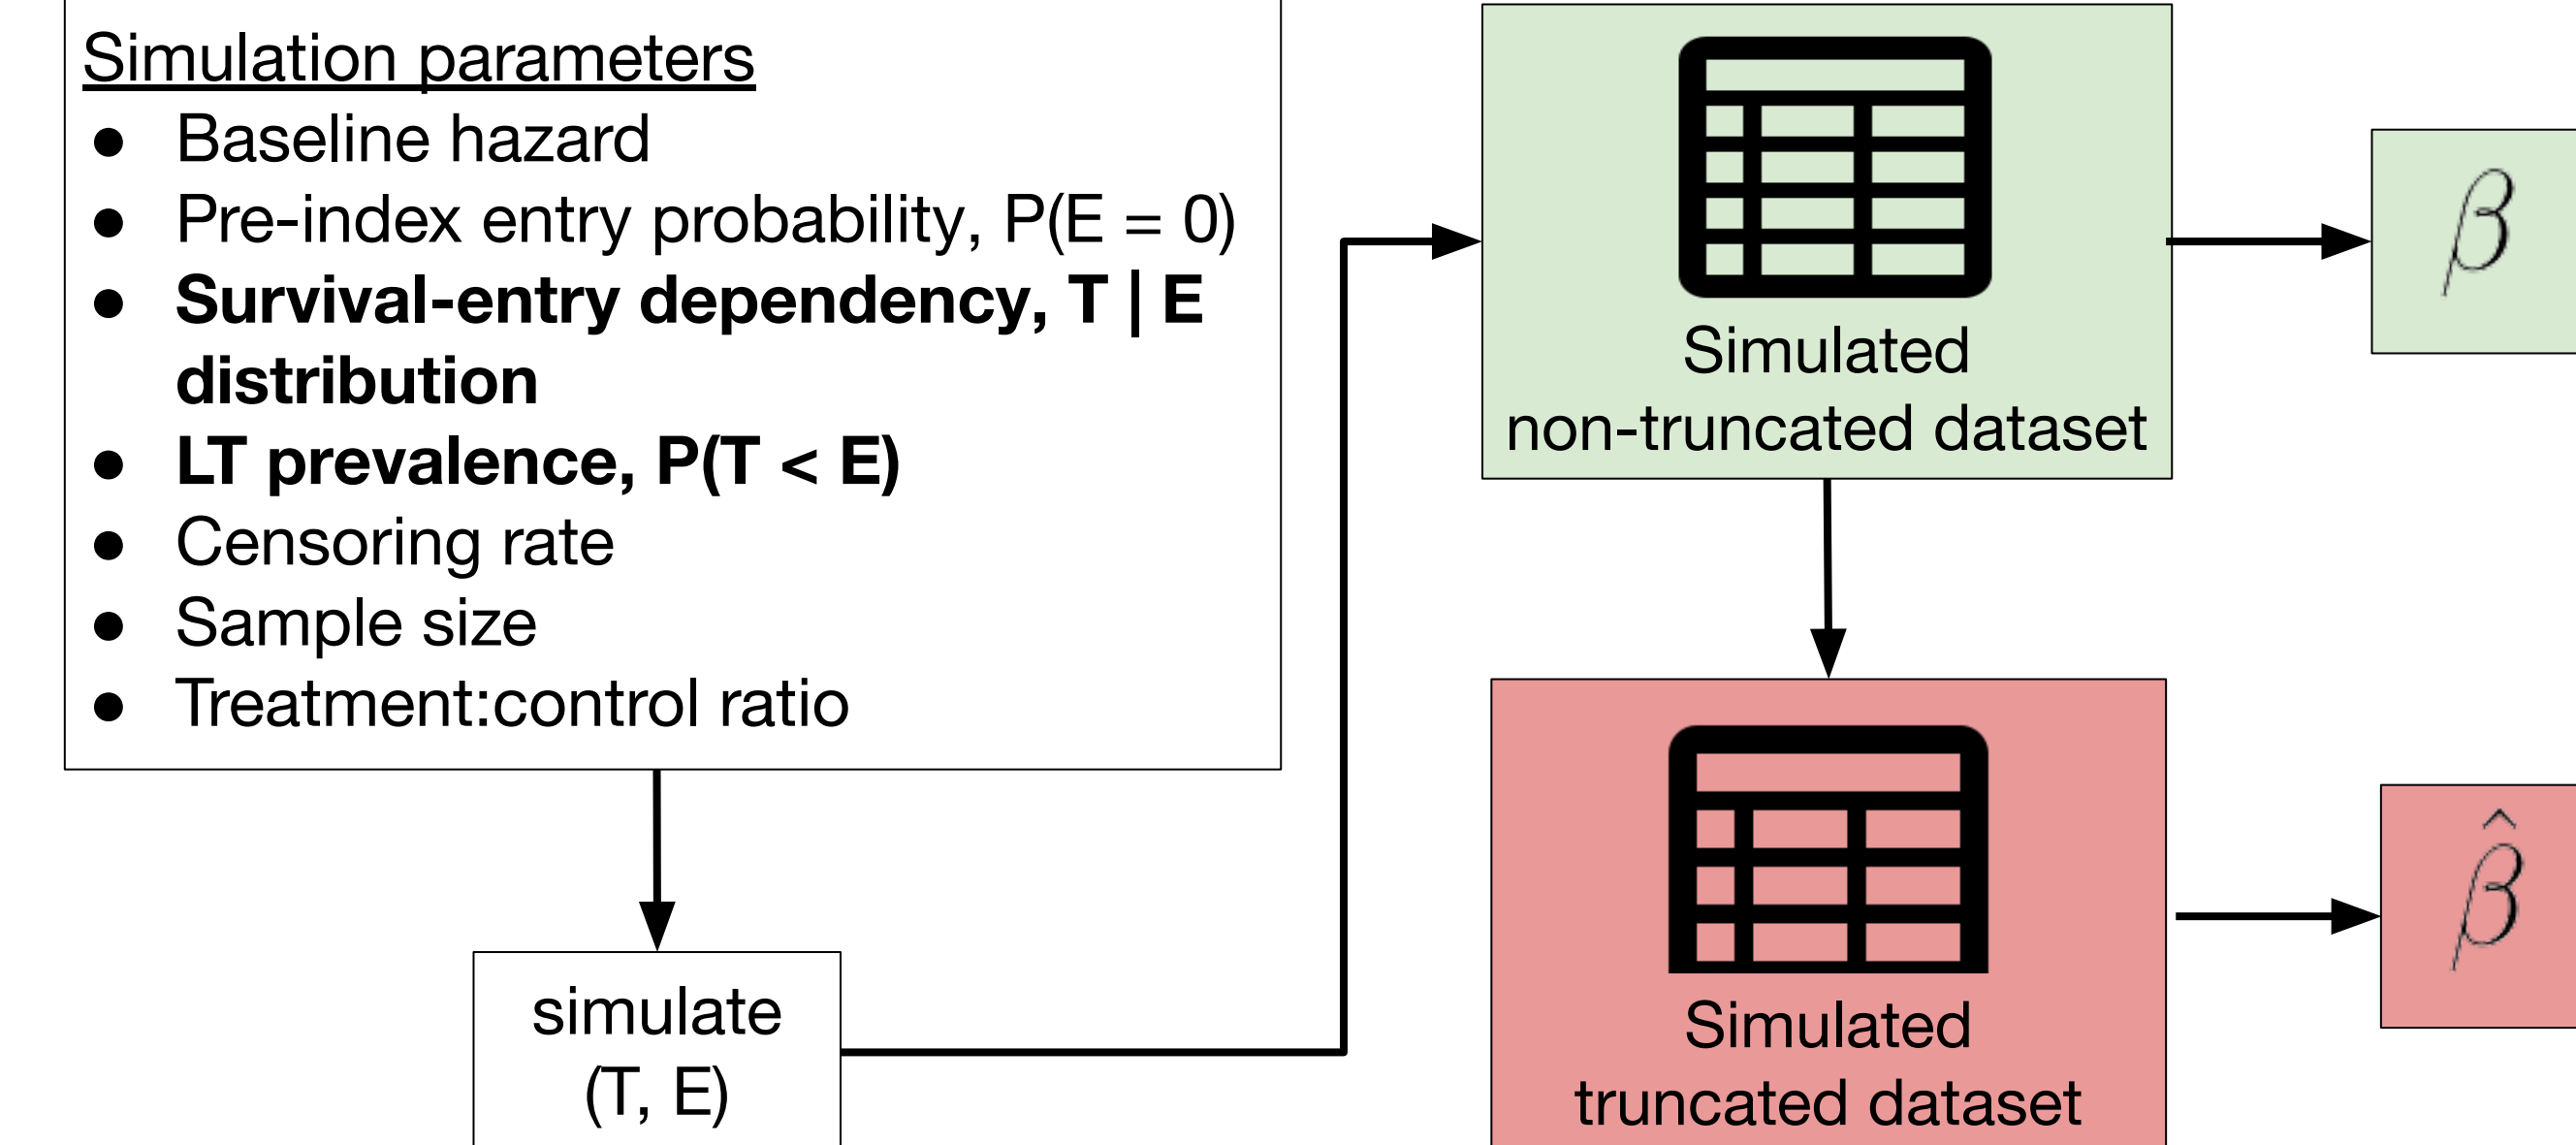 Simulation parameters
● Baseline hazard
● Pre-index entry probability, P(E = 0)
● Survival-entry dependency, T | E
distribution
● LT prevalence, P(T < E)
● Censoring rate
● Sample size
● Treatment:control ratio
simulate
(T, E)
Simulated
non-truncated dataset
β
Simulated
truncated dataset
β̂